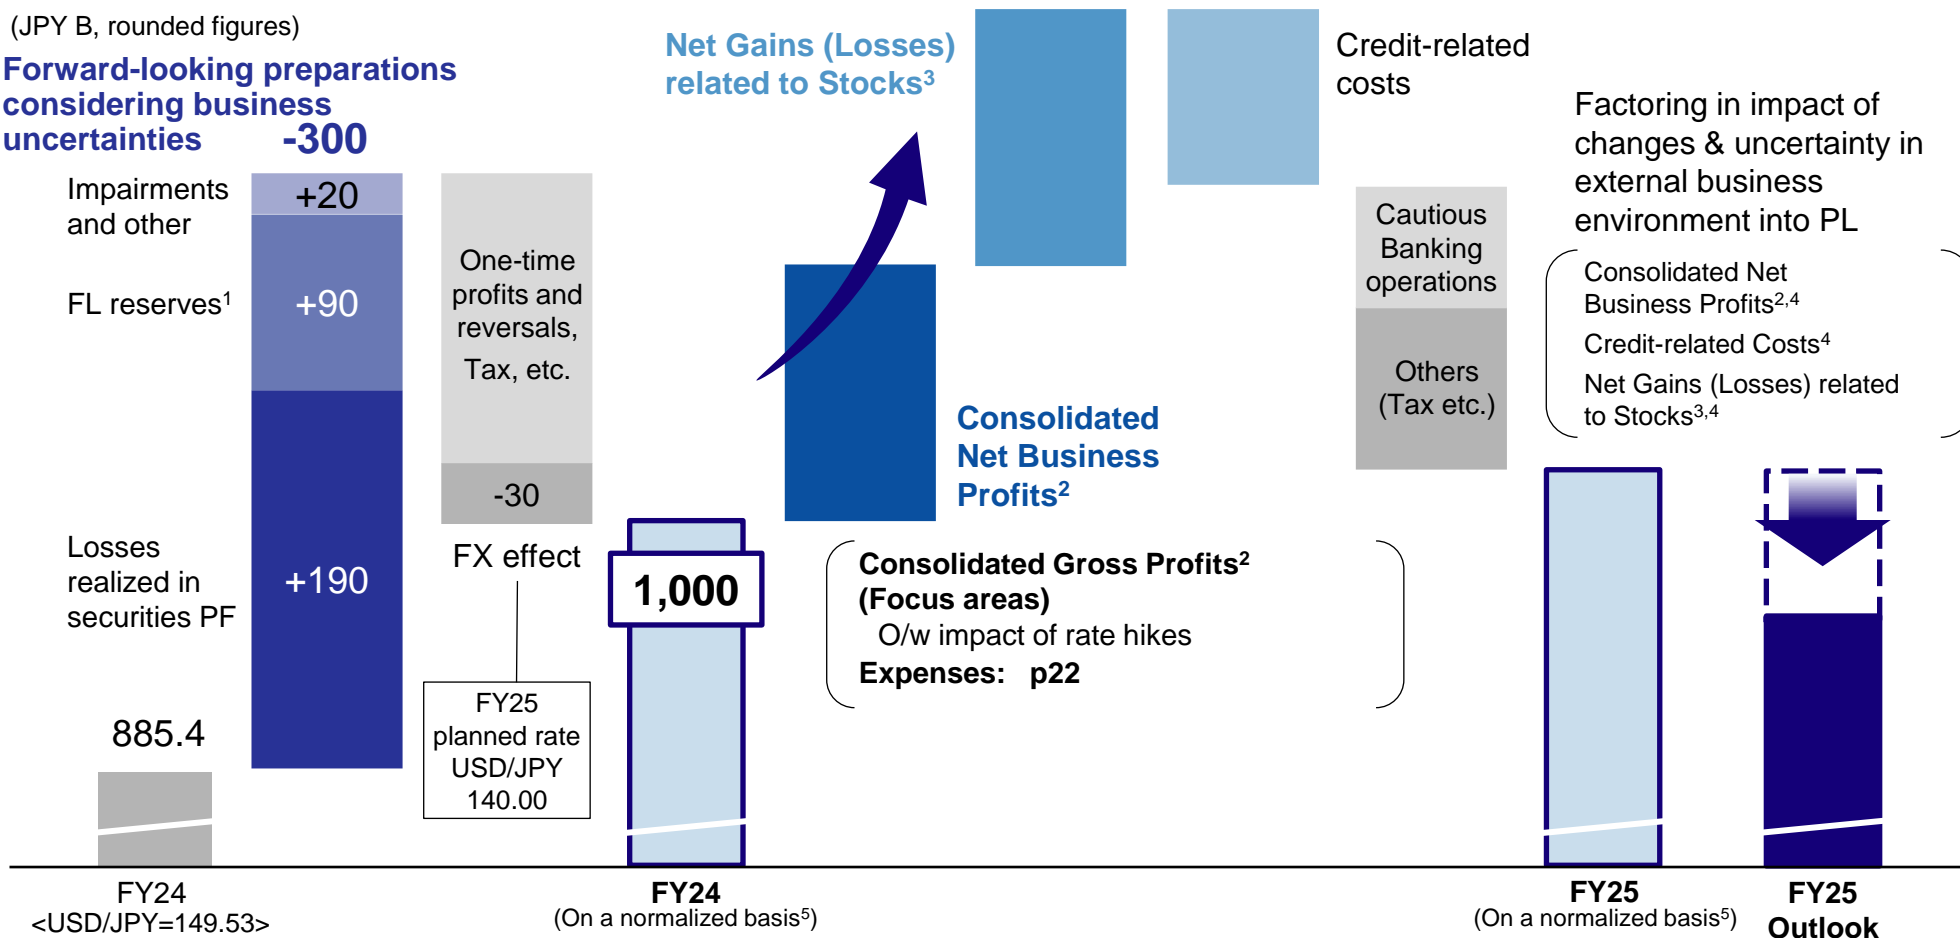 (JPY B, rounded figures)
Forward-looking preparations
considering business
uncertainties
-300
Impairments
and other
+20
FL reserves1
+90
Losses
realized in
securities PF
+190
885.4
FY24
<USD/JPY=149.53>
One-time
profits and
reversals,
Tax, etc.
-30
FX effect
FY25
planned rate
USD/JPY
140.00
1,000
FY24
(On a normalized basis5)
Net Gains (Losses)
related to Stocks3
Consolidated
Net Business
Profits2
Consolidated Gross Profits2
(Focus areas)
O/w impact of rate hikes
Expenses: p22
Credit-related
costs
Cautious
Banking
operations
Others
(Tax etc.)
Factoring in impact of
changes & uncertainty in
external business
environment into PL
Consolidated Net
Business Profits2,4
Credit-related Costs4
Net Gains (Losses) related
to Stocks3,4
FY25
(On a normalized basis5)
FY25
Outlook